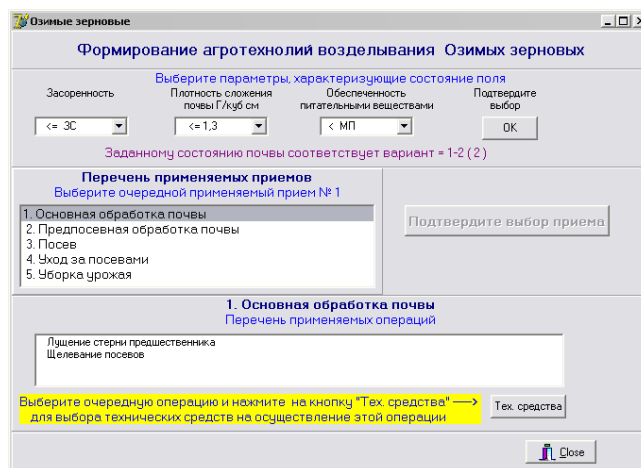 Озимые зерновые
Формирование агротехнолий возделывания Озимых зерновых
Выберите параметры, характеризующие состояние поля
Засоренность
Плотность сложения почвы Г/куб см
Обеспеченность питательными веществами
Подтвердите выбор
<= ЭС
<= 1,3
< МП
OK
Заданному состоянию почвы соответствует вариант = 1-2 ( 2 )
Перечень применяемых приемов
Выберите очередной применяемый прием № 1
1. Основная обработка почвы
2. Предпосевная обработка почвы
3. Посев
4. Уход за посевами
5. Уборка урожая
Подтвердите выбор приема
1. Основная обработка почвы
Перечень применяемых операций
Лущение стерни предшественника
Щелевание посевов
Выберите очередную операцию и нажмите на кнопку "Тех. средства" ---->
для выбора технических средств на осуществление этой операции
Тех. средства
Close